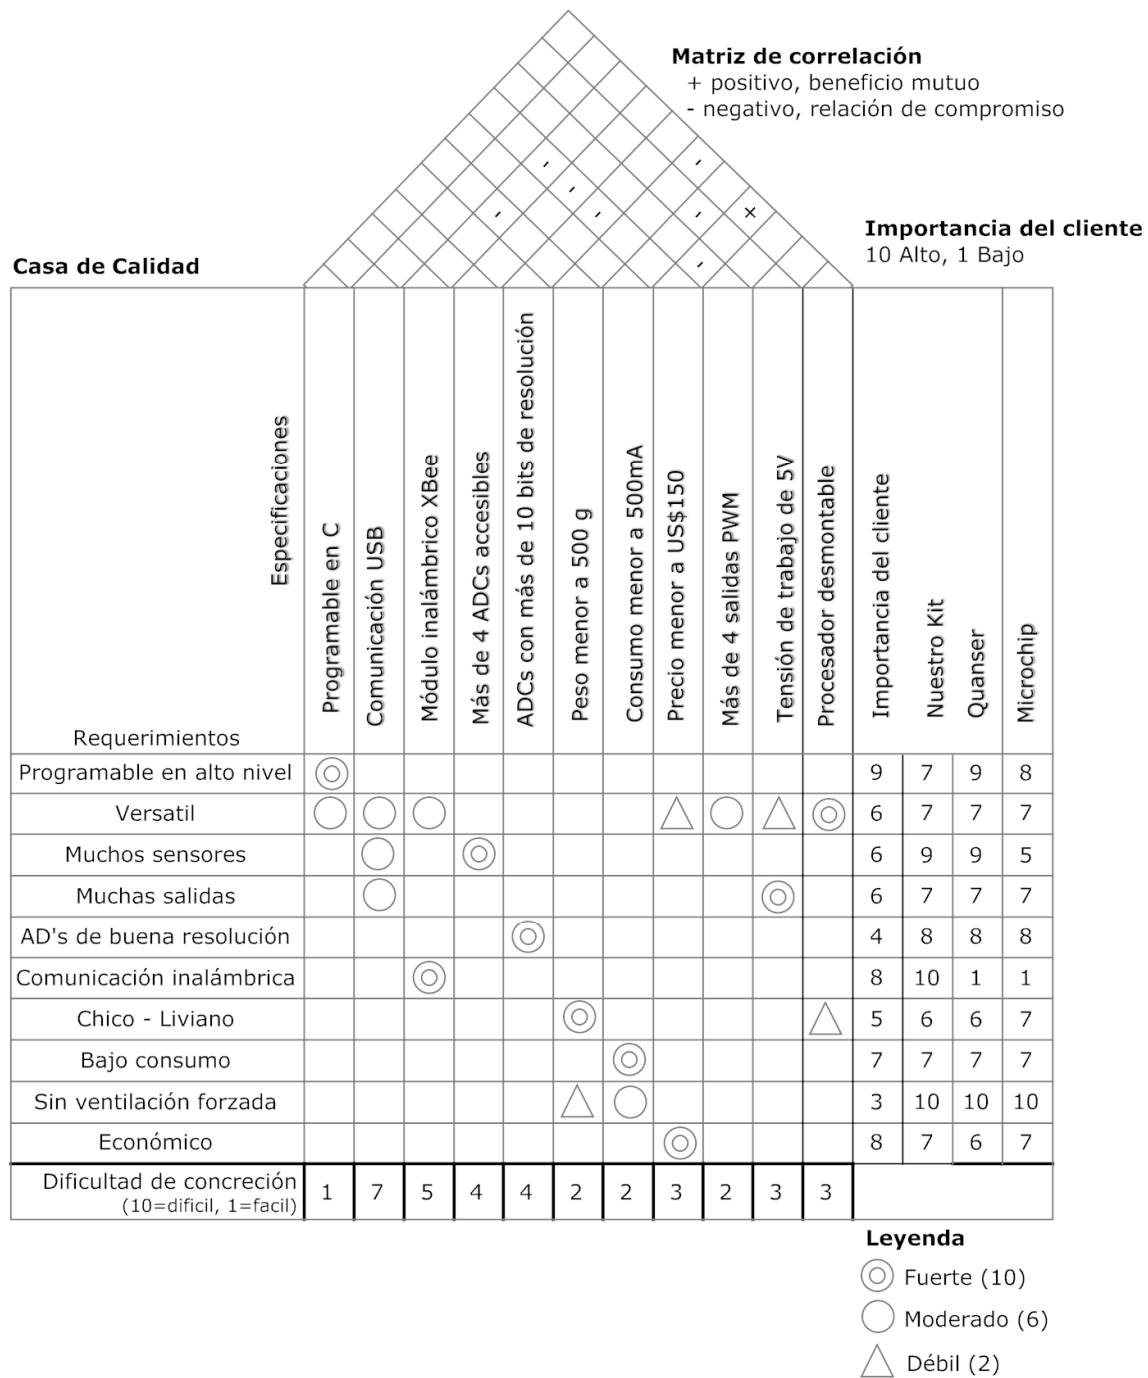 Matriz de correlación
+ positivo, beneficio mutuo
- negativo, relación de compromiso
-
-
-
-
-
-
+
-
Importancia del cliente
10 Alto, 1 Bajo
Casa de Calidad
Especificaciones
Programable en C
Comunicación USB
Módulo inalámbrico XBee
Más de 4 ADCs accesibles
ADCs con más de 10 bits de resolución
Peso menor a 500 g
Consumo menor a 500mA
Precio menor a US$150
Más de 4 salidas PWM
Tensión de trabajo de 5V
Procesador desmontable
Importancia del cliente
Nuestro Kit
Quanser
Microchip
Requerimientos
Programable en alto nivel 9 7 9 8
Versatil 6 7 7 7
Muchos sensores 6 9 9 5
Muchas salidas 6 7 7 7
AD's de buena resolución 4 8 8 8
Comunicación inalámbrica 8 10 1 1
Chico - Liviano 5 6 6 7
Bajo consumo 7 7 7 7
Sin ventilación forzada 3 10 10 10
Económico 8 7 6 7
Dificultad de concreción 1 7 5 4 4 2 2 3 2 3 3
(10=dificil, 1=facil)
Leyenda
Fuerte (10)
Moderado (6)
Débil (2)